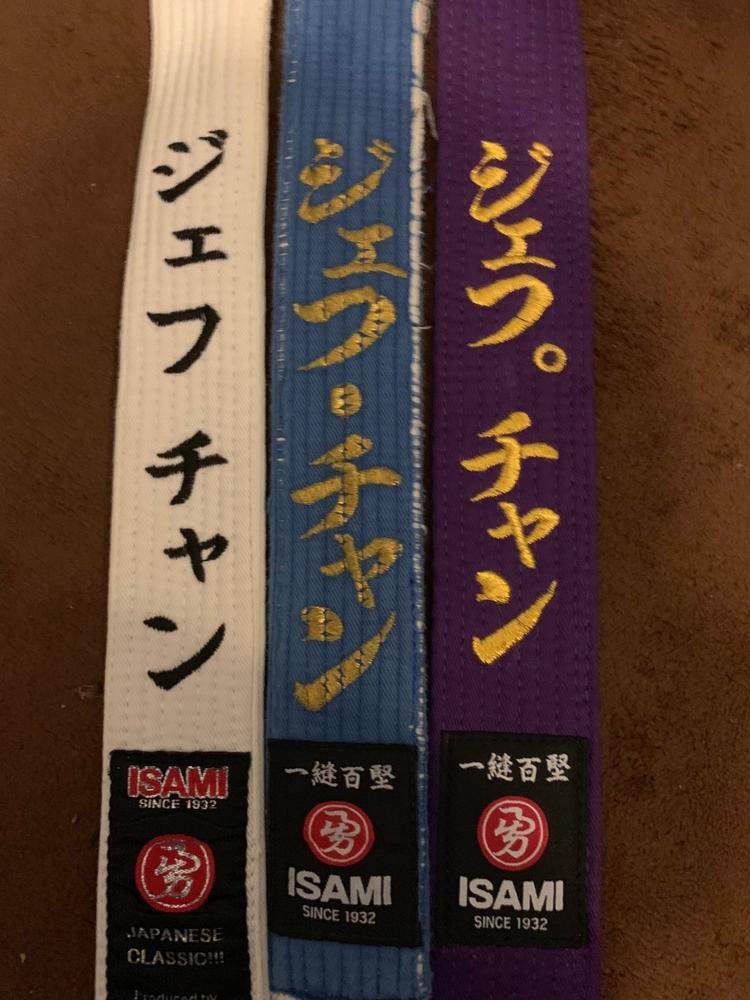 ジェフ チャン
ISAMI
SINCE 1932
勇
JAPANESE
CLASSIC!!!
Produced by
ジェフ・チャン
一縫百堅
勇
ISAMI
SINCE 1932
ジェフ。チャン
一縫百堅
勇
ISAMI
SINCE 1932